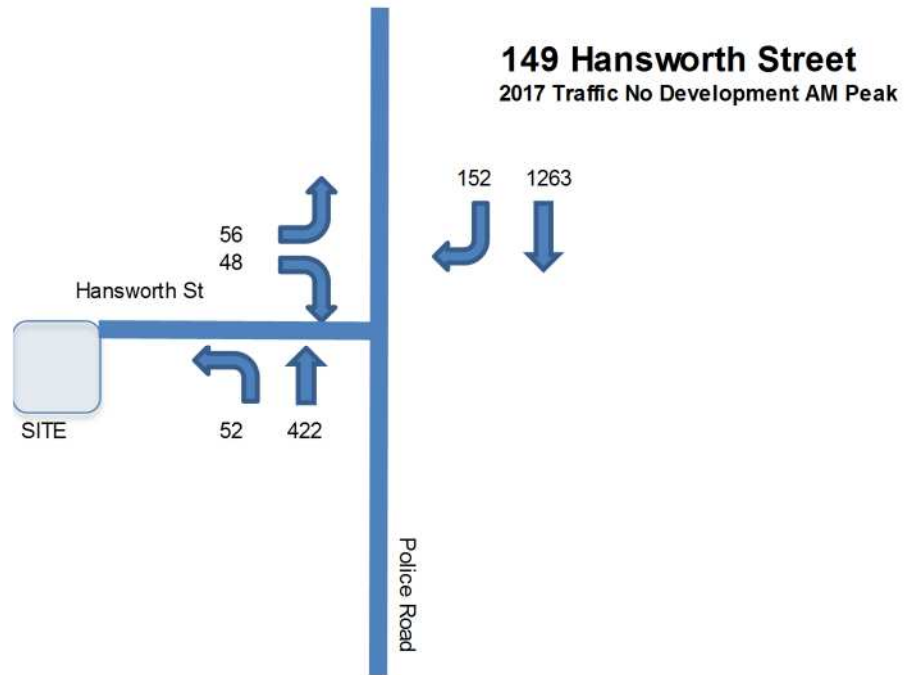 149 Hansworth Street
2017 Traffic No Development AM Peak
152 1263
56
48
Hansworth St
SITE
52 422
Police Road